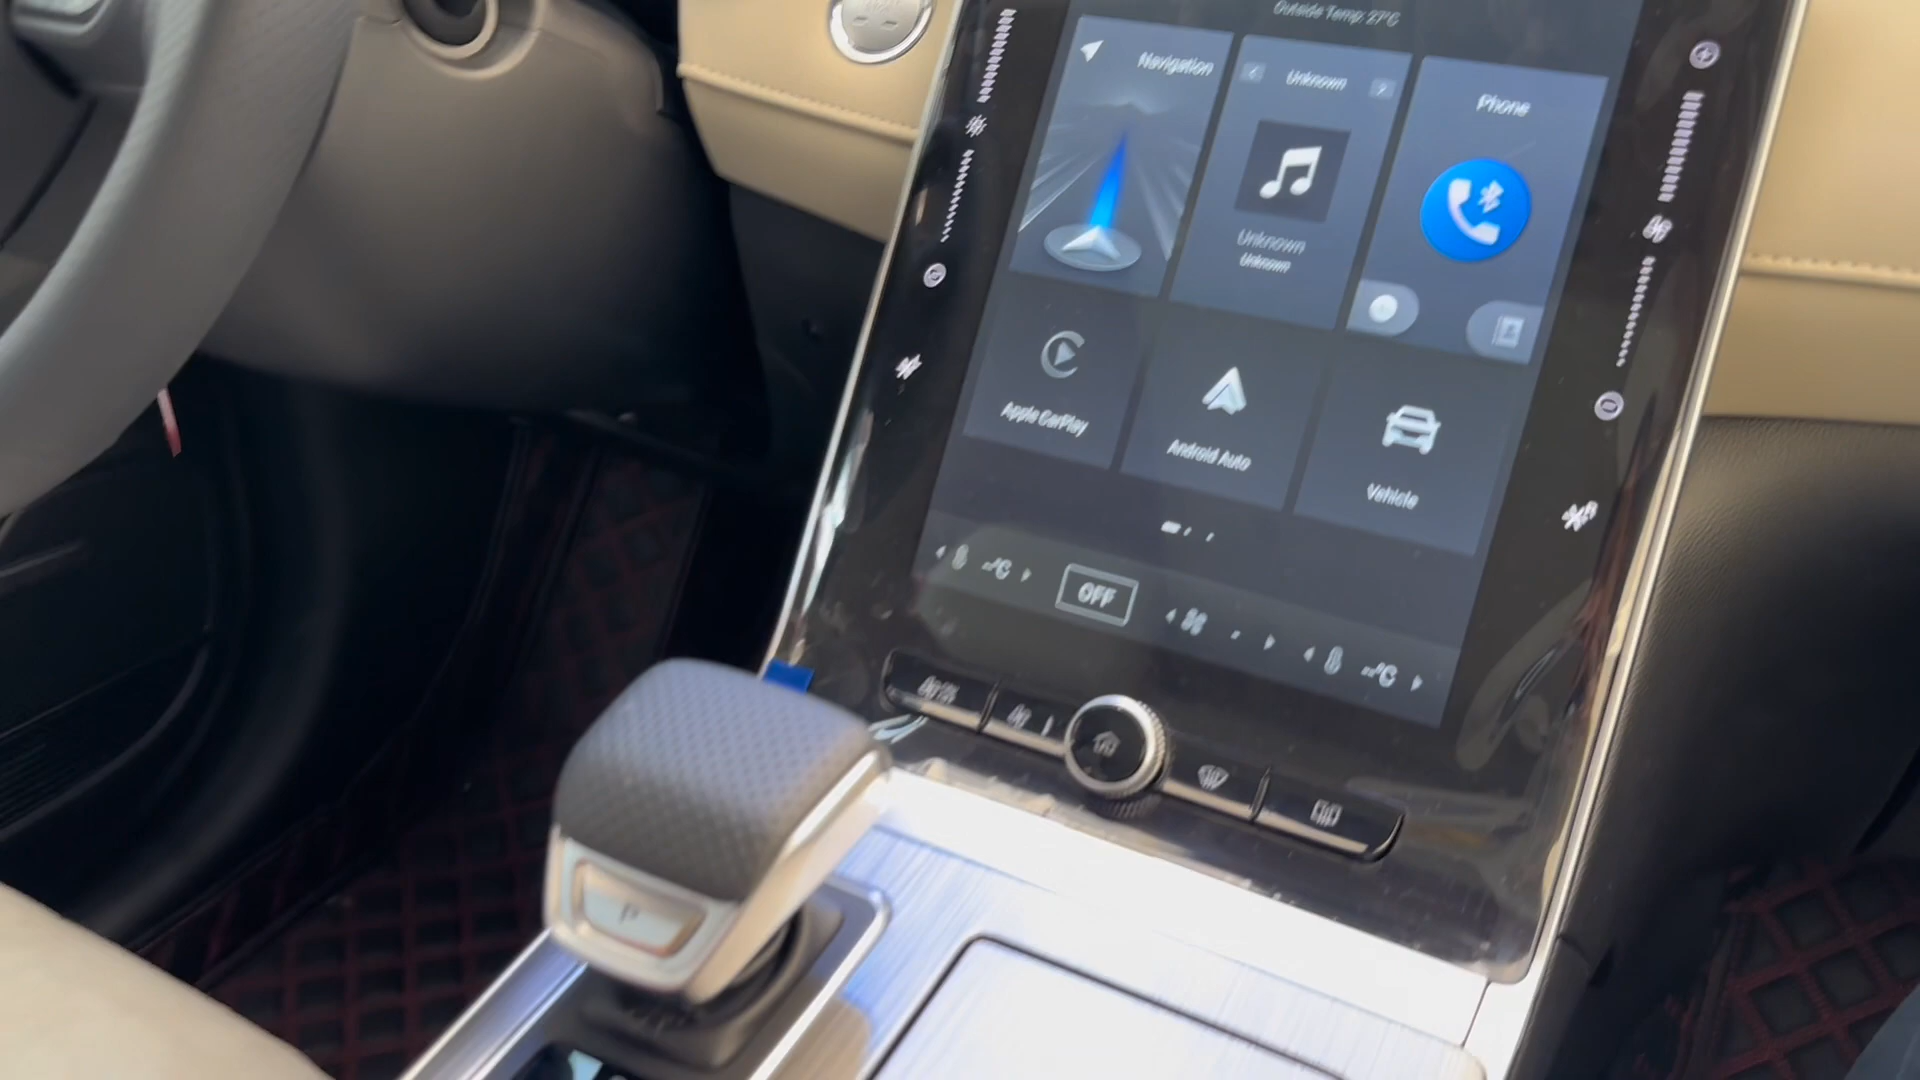 Outside Temp: 27°C
Navigation
Unknown
Phone
Unknown
Unknown
Apple CarPlay
Android Auto
Vehicle
--°C
OFF
--°C
P